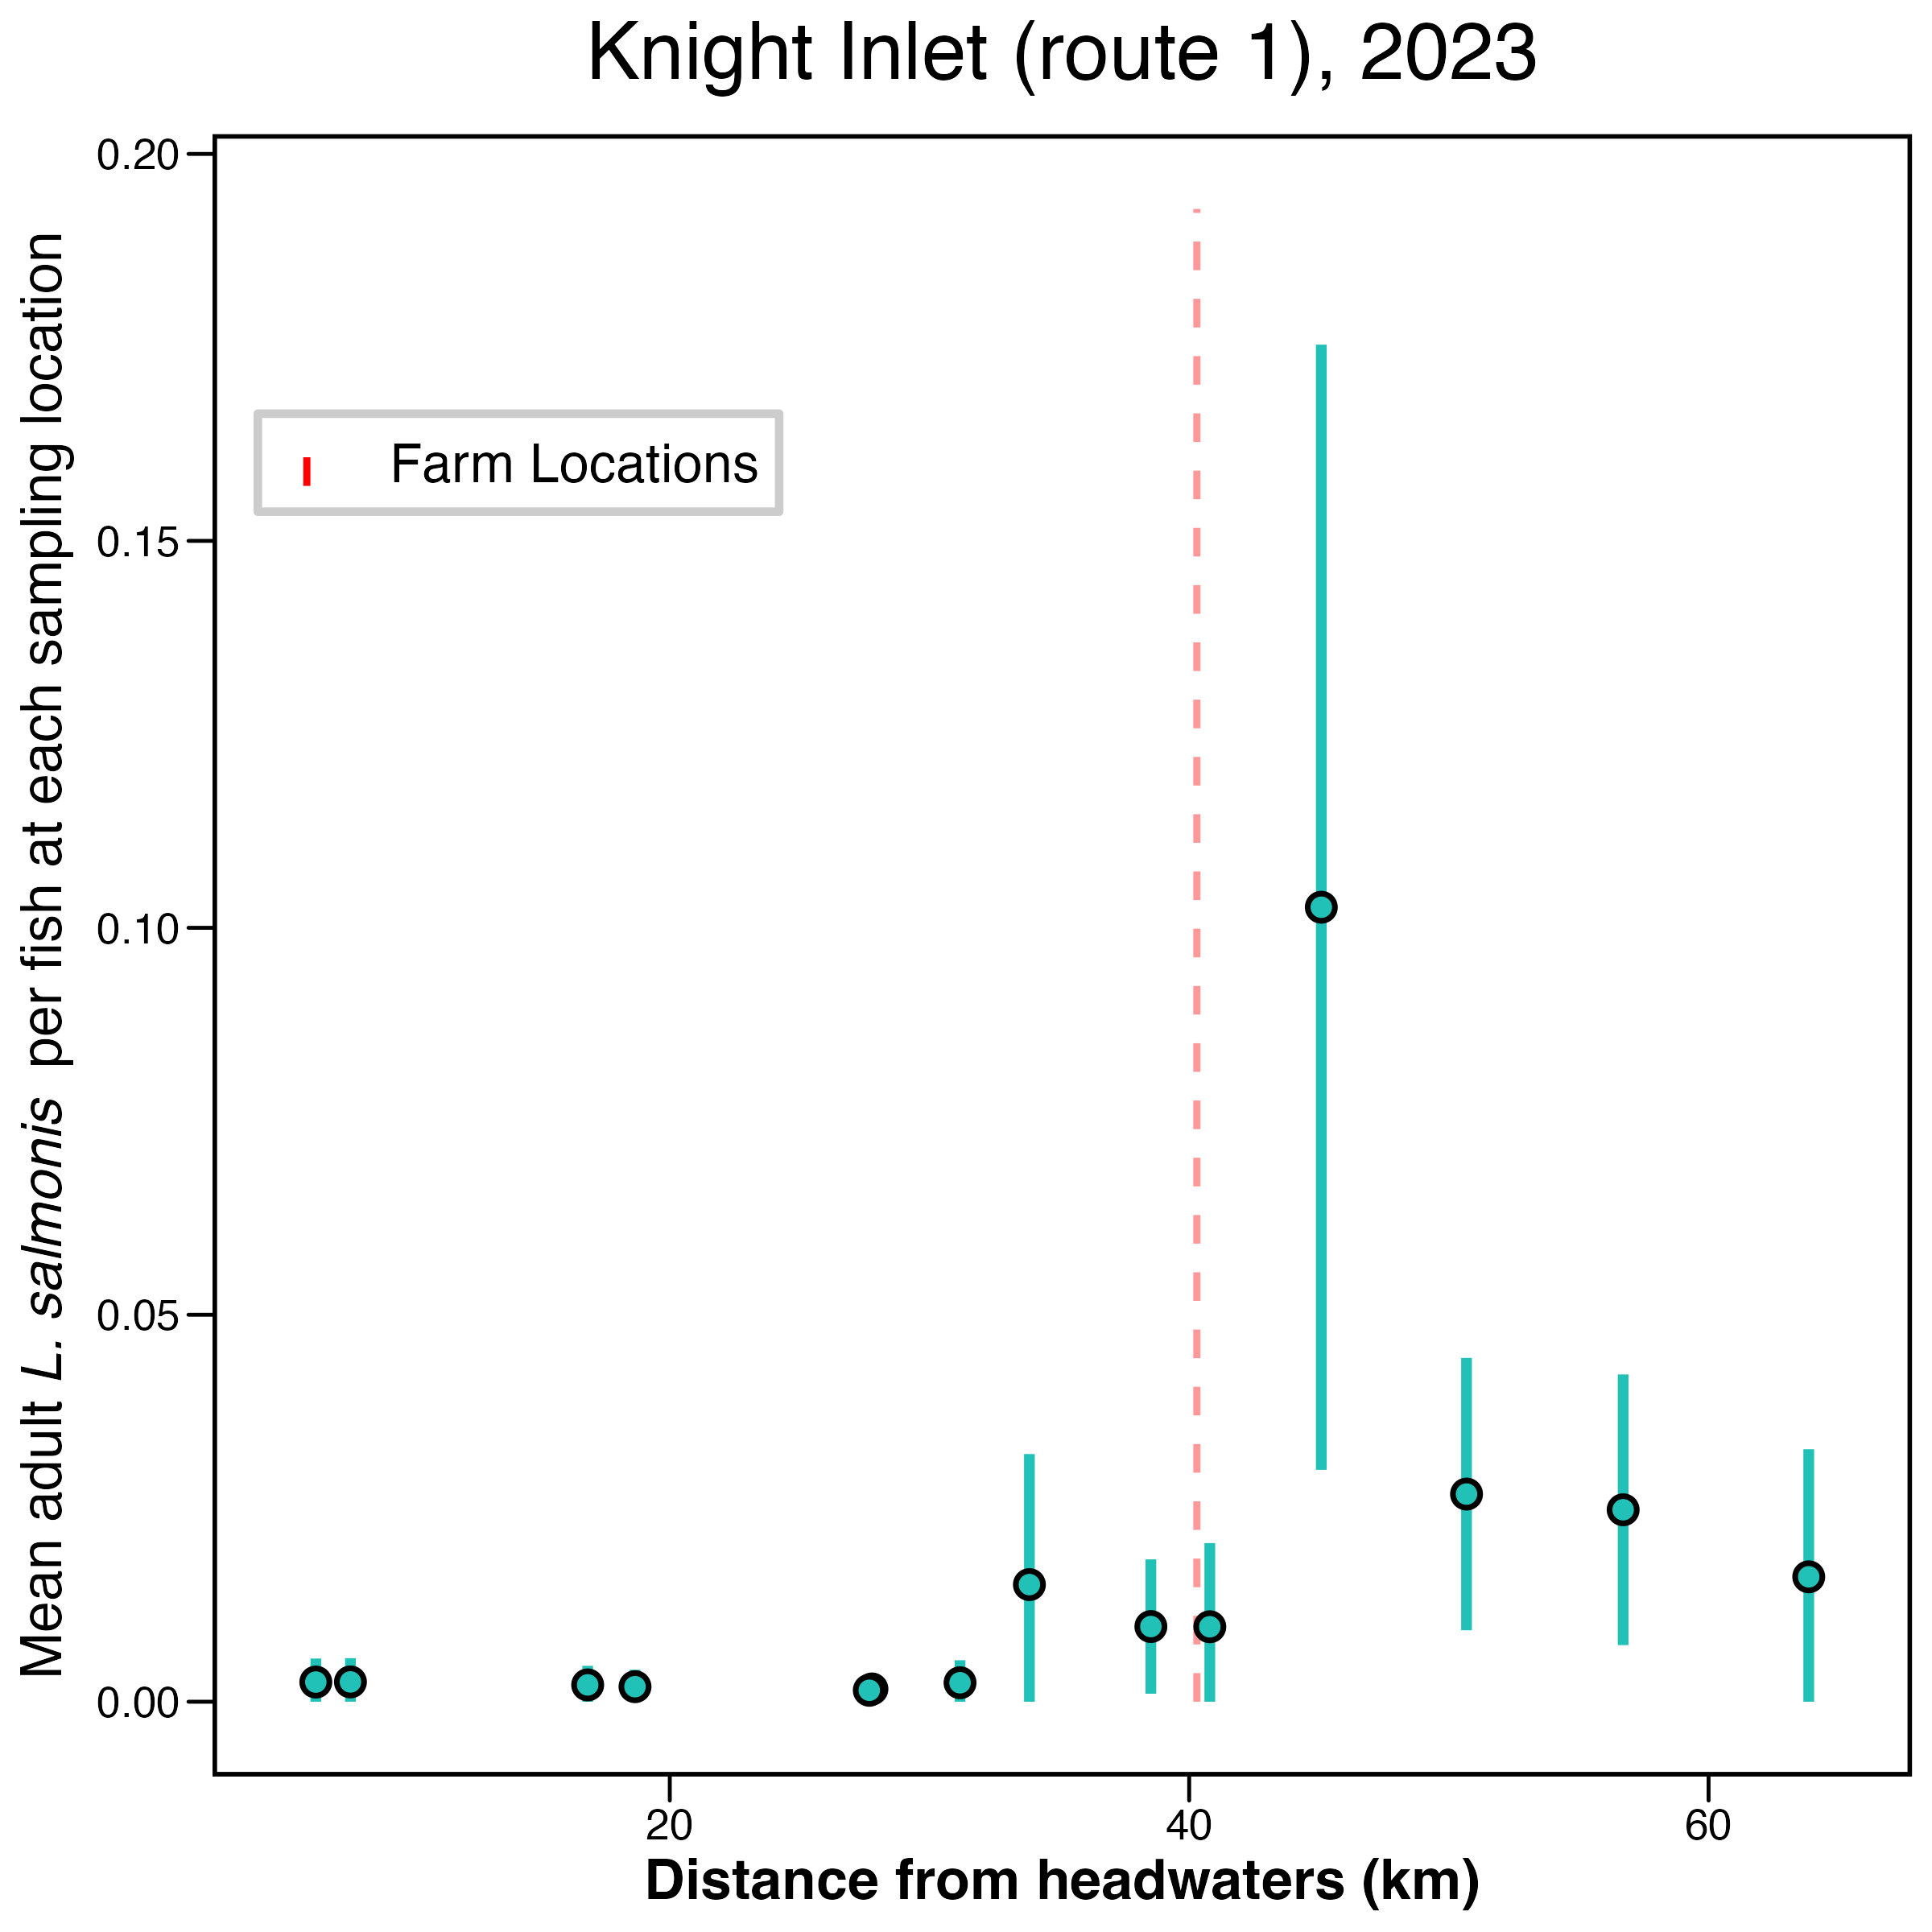 Knight Inlet (route 1), 2023
Mean adult L. salmonis per fish at each sampling location
0.20
0.15
0.10
0.05
0.00
Farm Locations
20
40
60
Distance from headwaters (km)